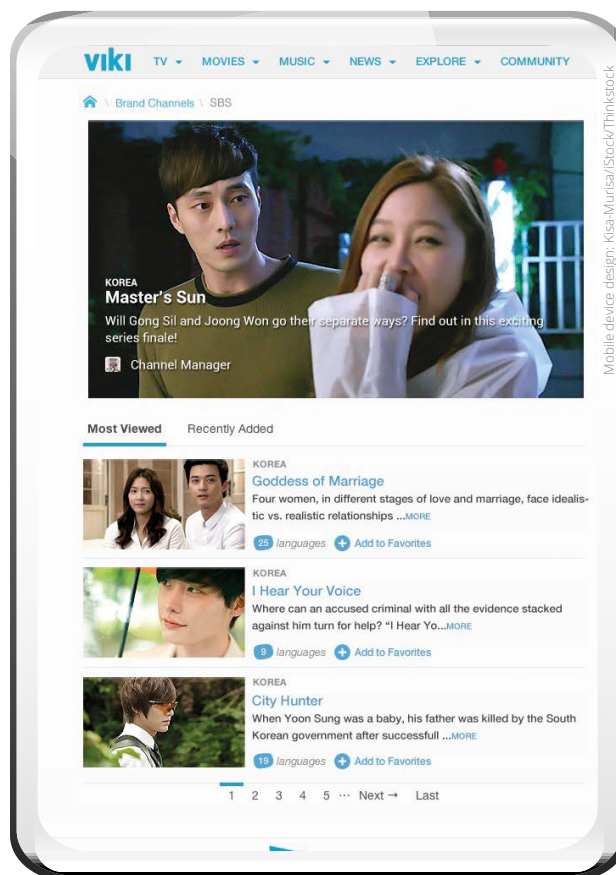 VIKI TV MOVIES MUSIC NEWS EXPLORE COMMUNITY
\ Brand Channels \ SBS
KOREA
Master's Sun
Will Gong Sil and Joong Won go their separate ways? Find out in this exciting
series finale!
Channel Manager
Most Viewed Recently Added
KOREA
Goddess of Marriage
Four women, in different stages of love and marriage, face idealis-
tic vs. realistic relationships ...MORE
25 languages Add to Favorites
KOREA
I Hear Your Voice
Where can an accused criminal with all the evidence stacked
against him turn for help? “I Hear Yo...MORE
9 languages Add to Favorites
KOREA
City Hunter
When Yoon Sung was a baby, his father was killed by the South
Korean government after successfull ...MORE
19 languages Add to Favorites
1 2 3 4 5 ··· Next → Last
Mobile device design: Kisa-Murisa/iStock/Thinkstock